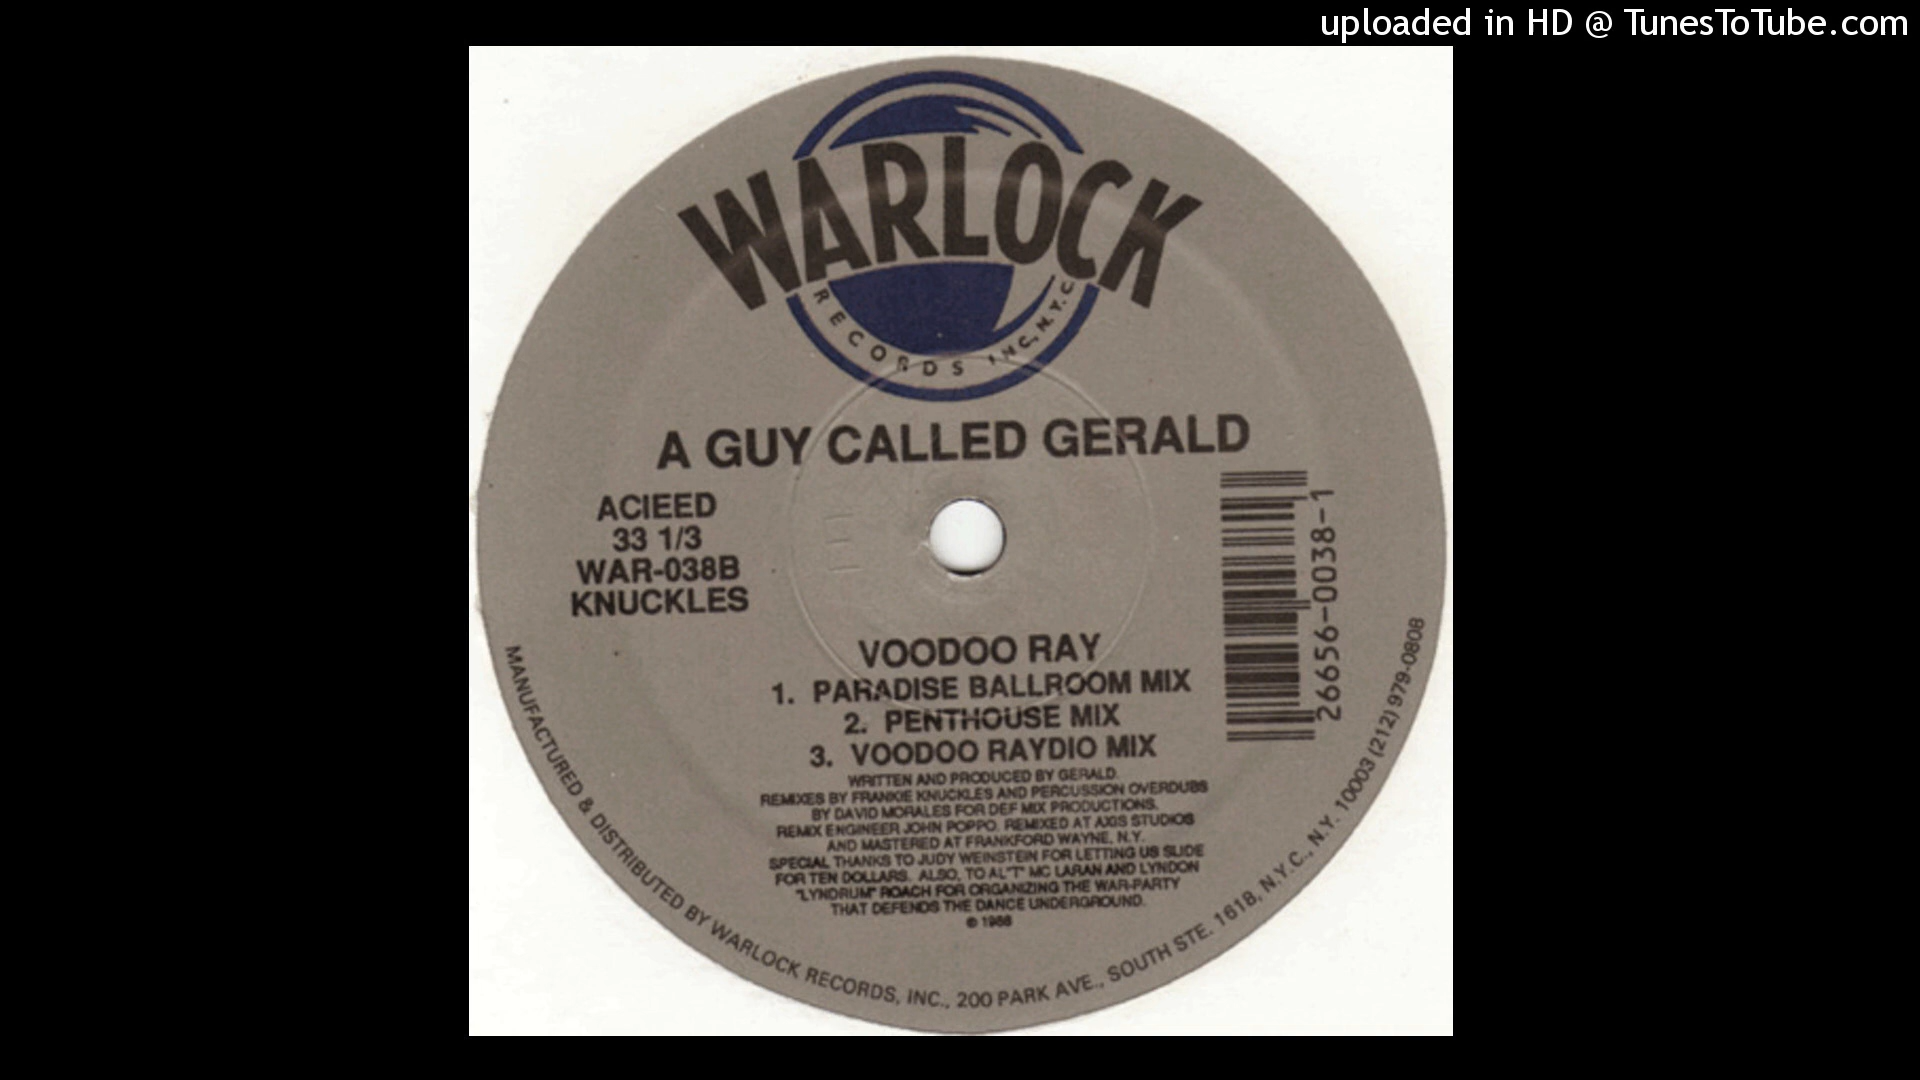 uploaded in HD @ TunesToTube.com
WARLOCK
RECORDS INC., N.Y.C.
A GUY CALLED GERALD
ACIEED
33 1/3
WAR-038B
KNUCKLES
26656-0038-1
VOODOO RAY
1. PARADISE BALLROOM MIX
2. PENTHOUSE MIX
3. VOODOO RAYDIO MIX
WRITTEN AND PRODUCED BY GERALD.
REMIXES BY FRANKIE KNUCKLES AND PERCUSSION OVERDUBS
BY DAVID MORALES FOR DEF MIX PRODUCTIONS.
REMIX ENGINEER JOHN POPPO. REMIXED AT AXIS STUDIOS
AND MASTERED AT FRANKFORD WAYNE, N.Y.
SPECIAL THANKS TO JUDY WEINSTEIN FOR LETTING US SLIDE
FOR TEN DOLLARS. ALSO, TO AL"T" MC LARAN AND LYNDON
"LYNDRUM" ROACH FOR ORGANIZING THE WAR-PARTY
THAT DEFENDS THE DANCE UNDERGROUND.
© 1988
MANUFACTURED & DISTRIBUTED BY WARLOCK RECORDS, INC., 200 PARK AVE., SOUTH STE. 1618, N.Y.C., N.Y. 10003 (212) 979-0808